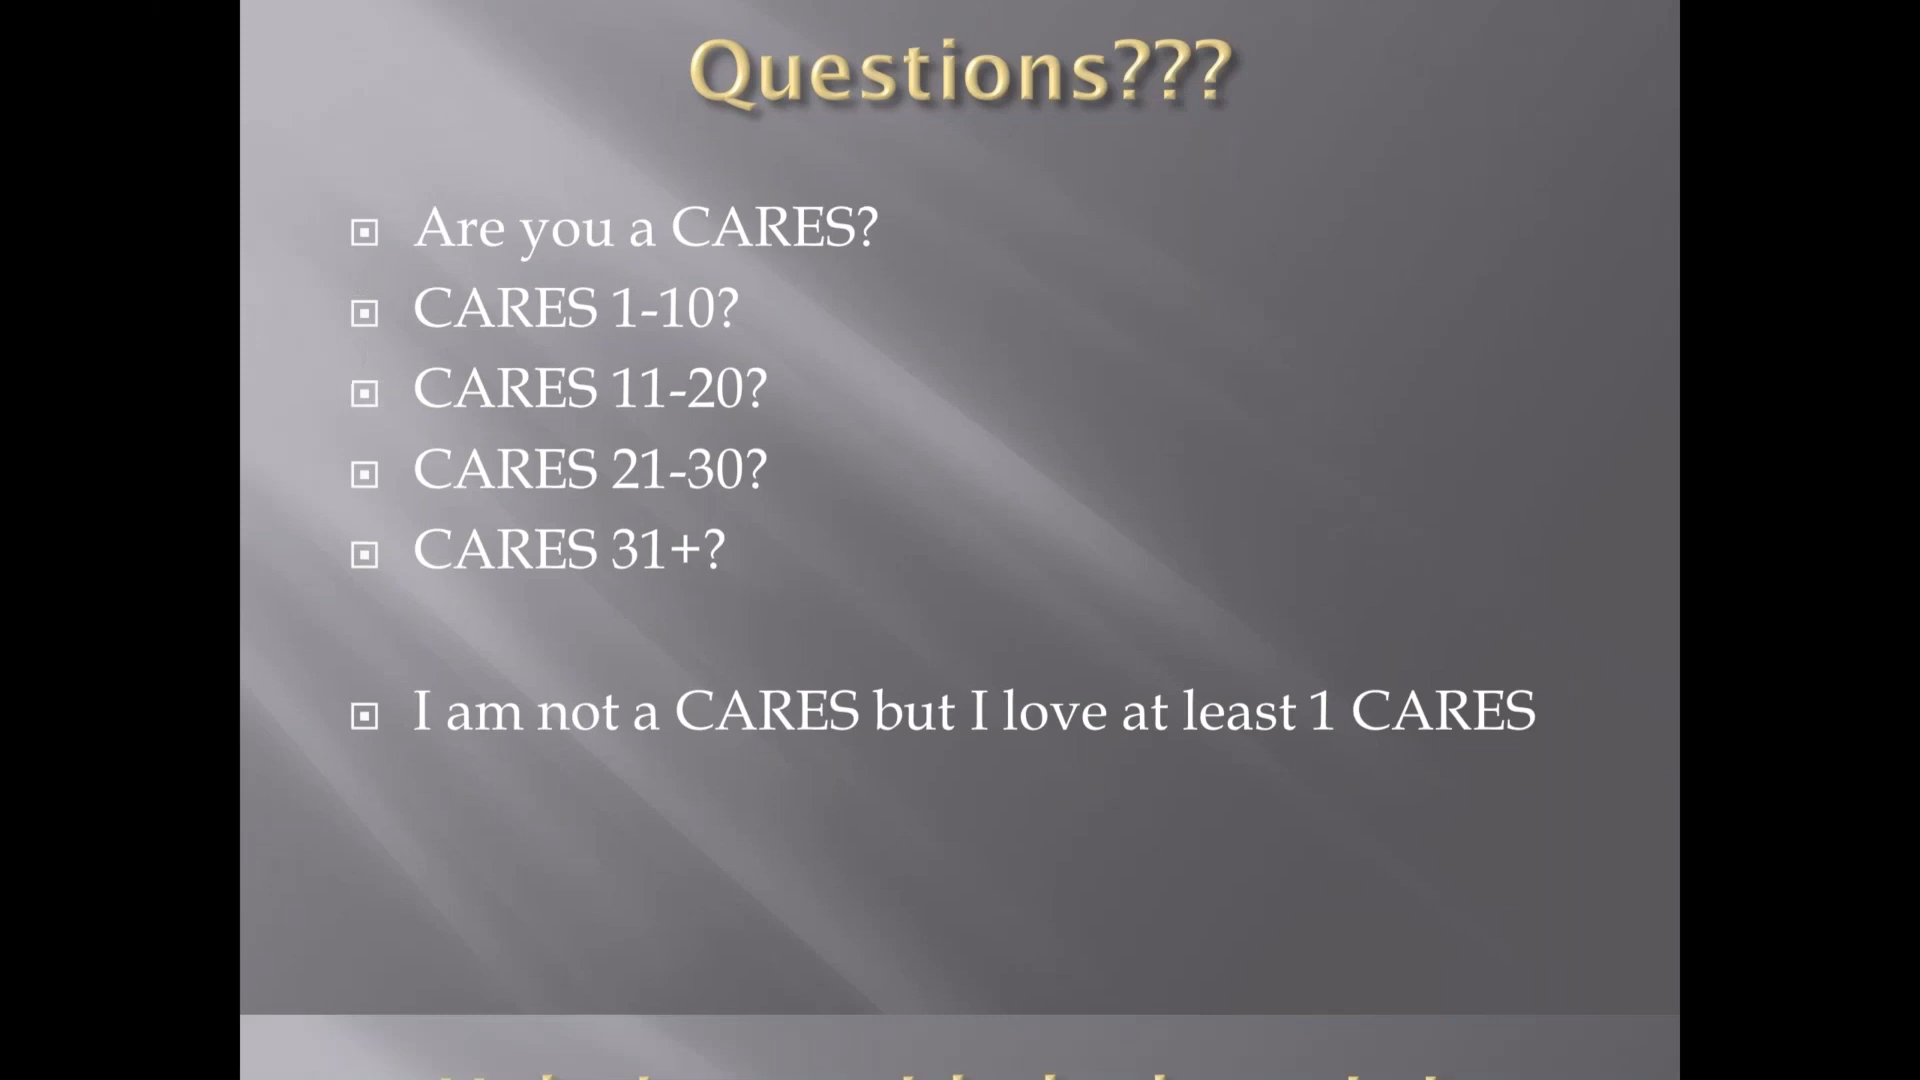 Questions???
Are you a CARES?
CARES 1-10?
CARES 11-20?
CARES 21-30?
CARES 31+?
I am not a CARES but I love at least 1 CARES